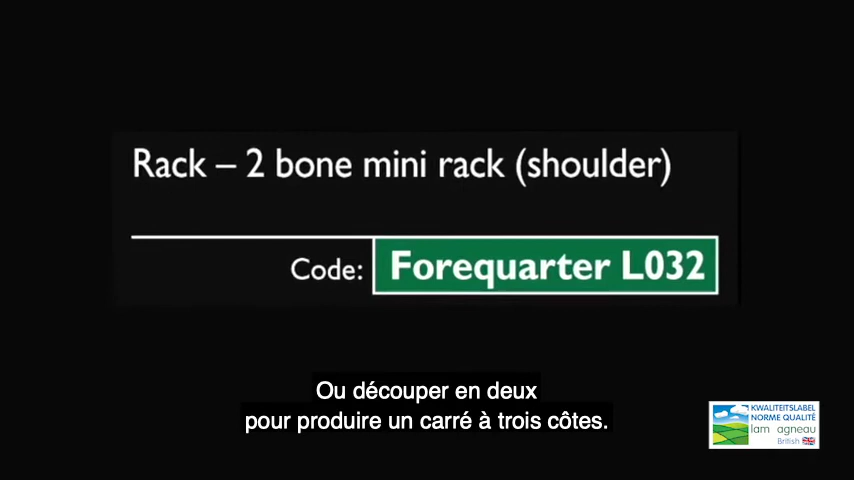 Rack – 2 bone mini rack (shoulder)
Code: Forequarter L032
Ou découper en deux
pour produire un carré à trois côtes.
KWALITEITSLABEL
NORME QUALITÉ
lam agneau
British